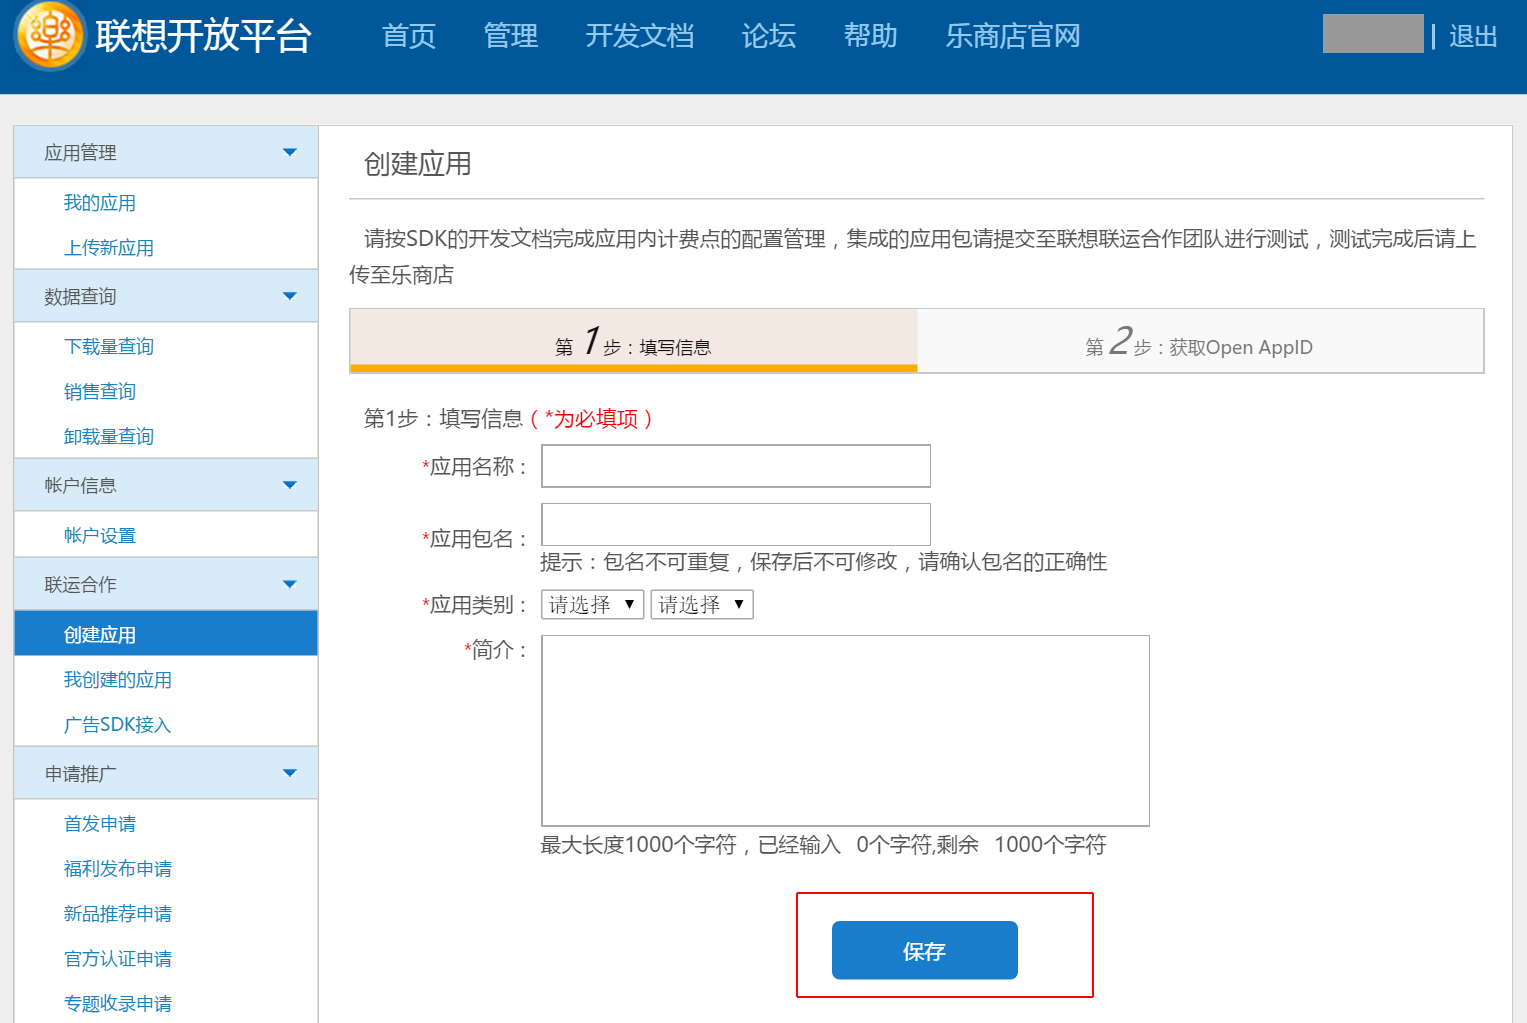 联想开放平台 首页 管理 开发文档 论坛 帮助 乐商店官网 | 退出
应用管理
我的应用
上传新应用
数据查询
下载量查询
销售查询
卸载量查询
帐户信息
帐户设置
联运合作
创建应用
我创建的应用
广告SDK接入
申请推广
首发申请
福利发布申请
新品推荐申请
官方认证申请
专题收录申请
创建应用
请按SDK的开发文档完成应用内计费点的配置管理，集成的应用包请提交至联想联运合作团队进行测试，测试完成后请上
传至乐商店
第1步：填写信息 第2步：获取Open AppID
第1步：填写信息（*为必填项）
*应用名称：
*应用包名：
提示：包名不可重复，保存后不可修改，请确认包名的正确性
*应用类别： 请选择 ▼ 请选择 ▼
*简介：
最大长度1000个字符，已经输入 0个字符,剩余 1000个字符
保存